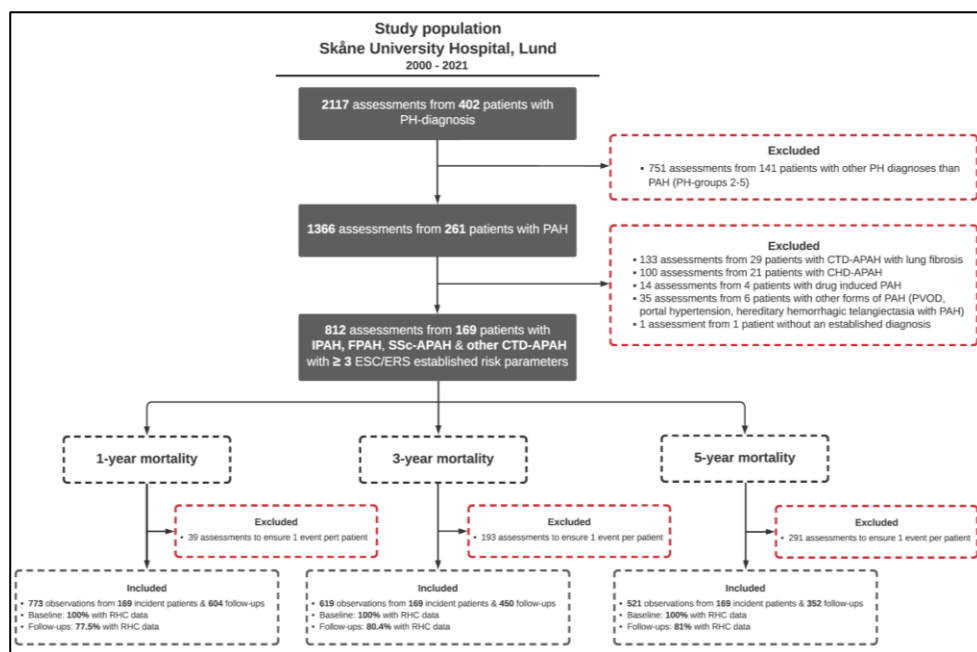 Study population
Skåne University Hospital, Lund
2000 - 2021
2117 assessments from 402 patients with
PH-diagnosis
Excluded
▪ 751 assessments from 141 patients with other PH diagnoses than
PAH (PH-groups 2-5)
1366 assessments from 261 patients with PAH
Excluded
▪ 133 assessments from 29 patients with CTD-APAH with lung fibrosis
▪ 100 assessments from 21 patients with CHD-APAH
▪ 14 assessments from 4 patients with drug induced PAH
▪ 35 assessments from 6 patients with other forms of PAH (PVOD,
portal hypertension, hereditary hemorrhagic telangiectasia with PAH)
▪ 1 assessment from 1 patient without an established diagnosis
812 assessments from 169 patients with
IPAH, FPAH, SSc-APAH & other CTD-APAH
with ≥ 3 ESC/ERS established risk parameters
1-year mortality
3-year mortality
5-year mortality
Excluded
▪ 39 assessments to ensure 1 event pert patient
Excluded
▪ 193 assessments to ensure 1 event per patient
Excluded
▪ 291 assessments to ensure 1 event per patient
Included
▪ 773 observations from 169 incident patients & 604 follow-ups
▪ Baseline: 100% with RHC data
▪ Follow-ups: 77.5% with RHC data
Included
▪ 619 observations from 169 incident patients & 450 follow-ups
▪ Baseline: 100% with RHC data
▪ Follow-ups: 80.4% with RHC data
Included
▪ 521 observations from 169 incident patients & 352 follow-ups
▪ Baseline: 100% with RHC data
▪ Follow-ups: 81% with RHC data